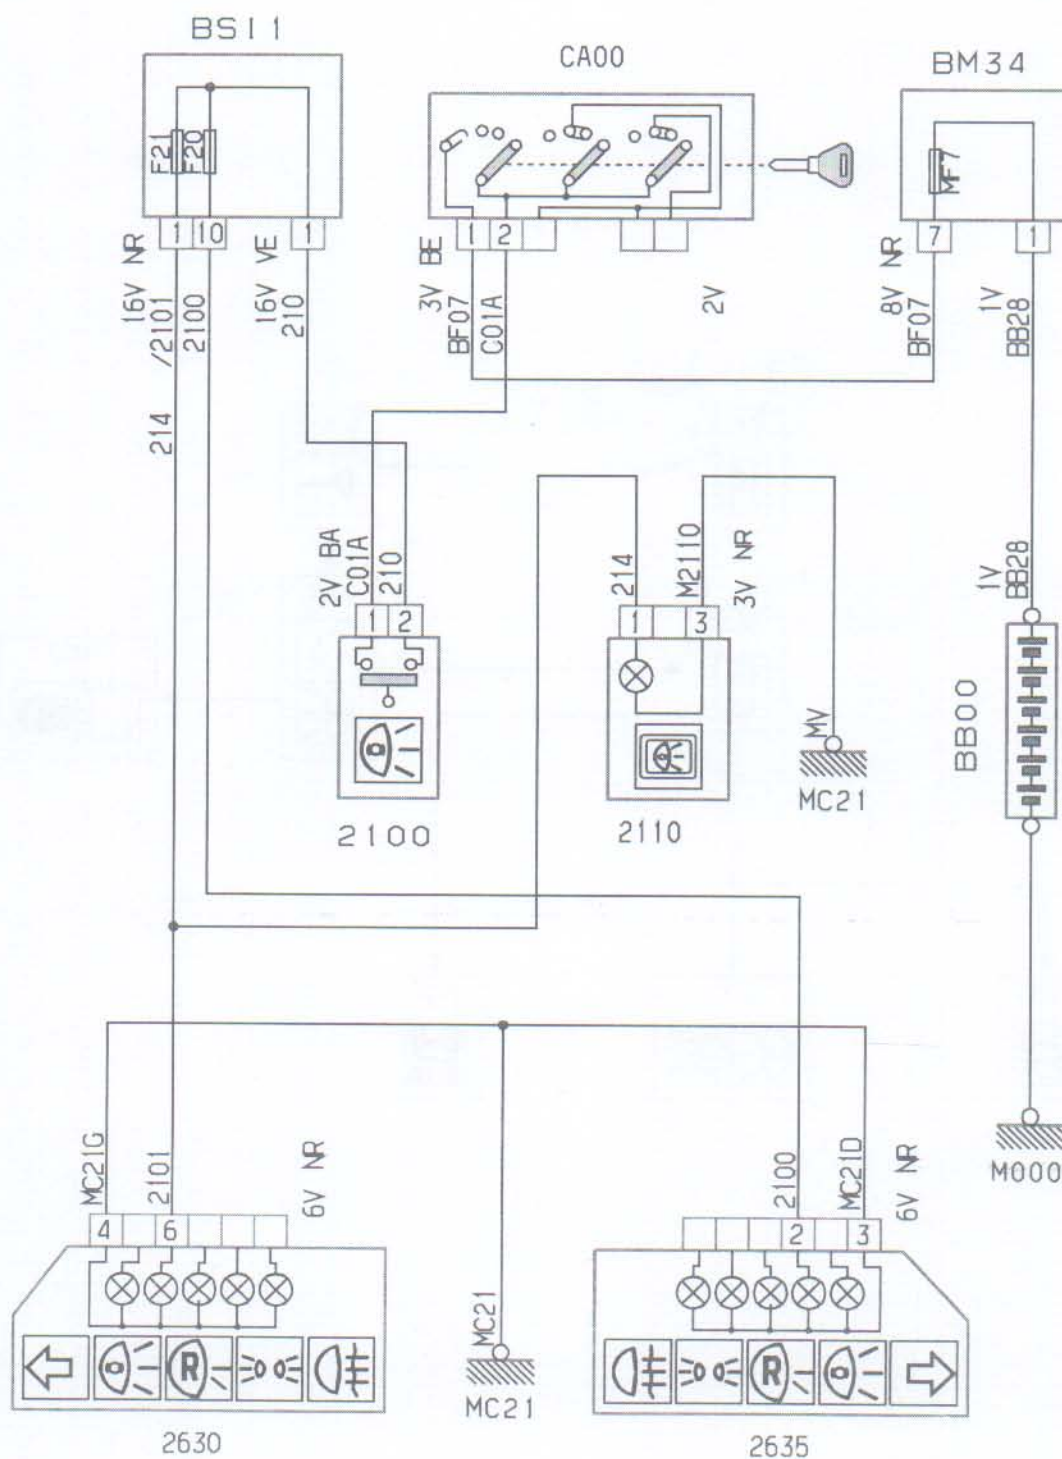 BSI1
CA00
BM34
F21
F20
MF7
1
10
1
1
2
7
1
16V NR
/2101
2100
16V VE
210
3V BE
BF07
C01A
2V
8V NR
BF07
1V
BB28
214
2V BA
C01A
210
214
M2110
3V NR
1V
BB28
1
2
1
3
MV
MC21
BB00
2100
2110
MC21G
2101
6V NR
2100
MC21D
6V NR
M000
4
6
2
3
MC21
R
R
MC21
2630
2635